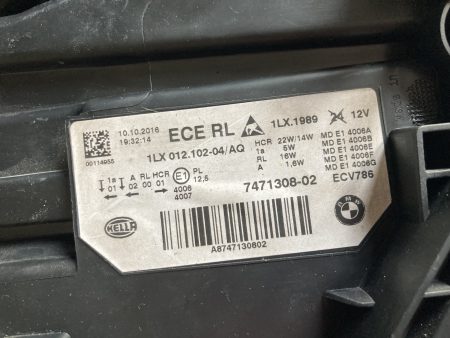 10.10.2016 ECE RL 1LX.1989 12V
19:32:14
00114955
1LX 012.102-04/AQ HCR 22W/14W MD E1 4006A
1a 5W MD E1 4006B
RL 16W MD E1 4006E
A 1,6W MD E1 4006F
MD E1 4006G
1a A RL HCR E1 PL
01 02 00 01 12,5
4006
4007
7471308-02 ECV786
HELLA
A8747130802
BMW